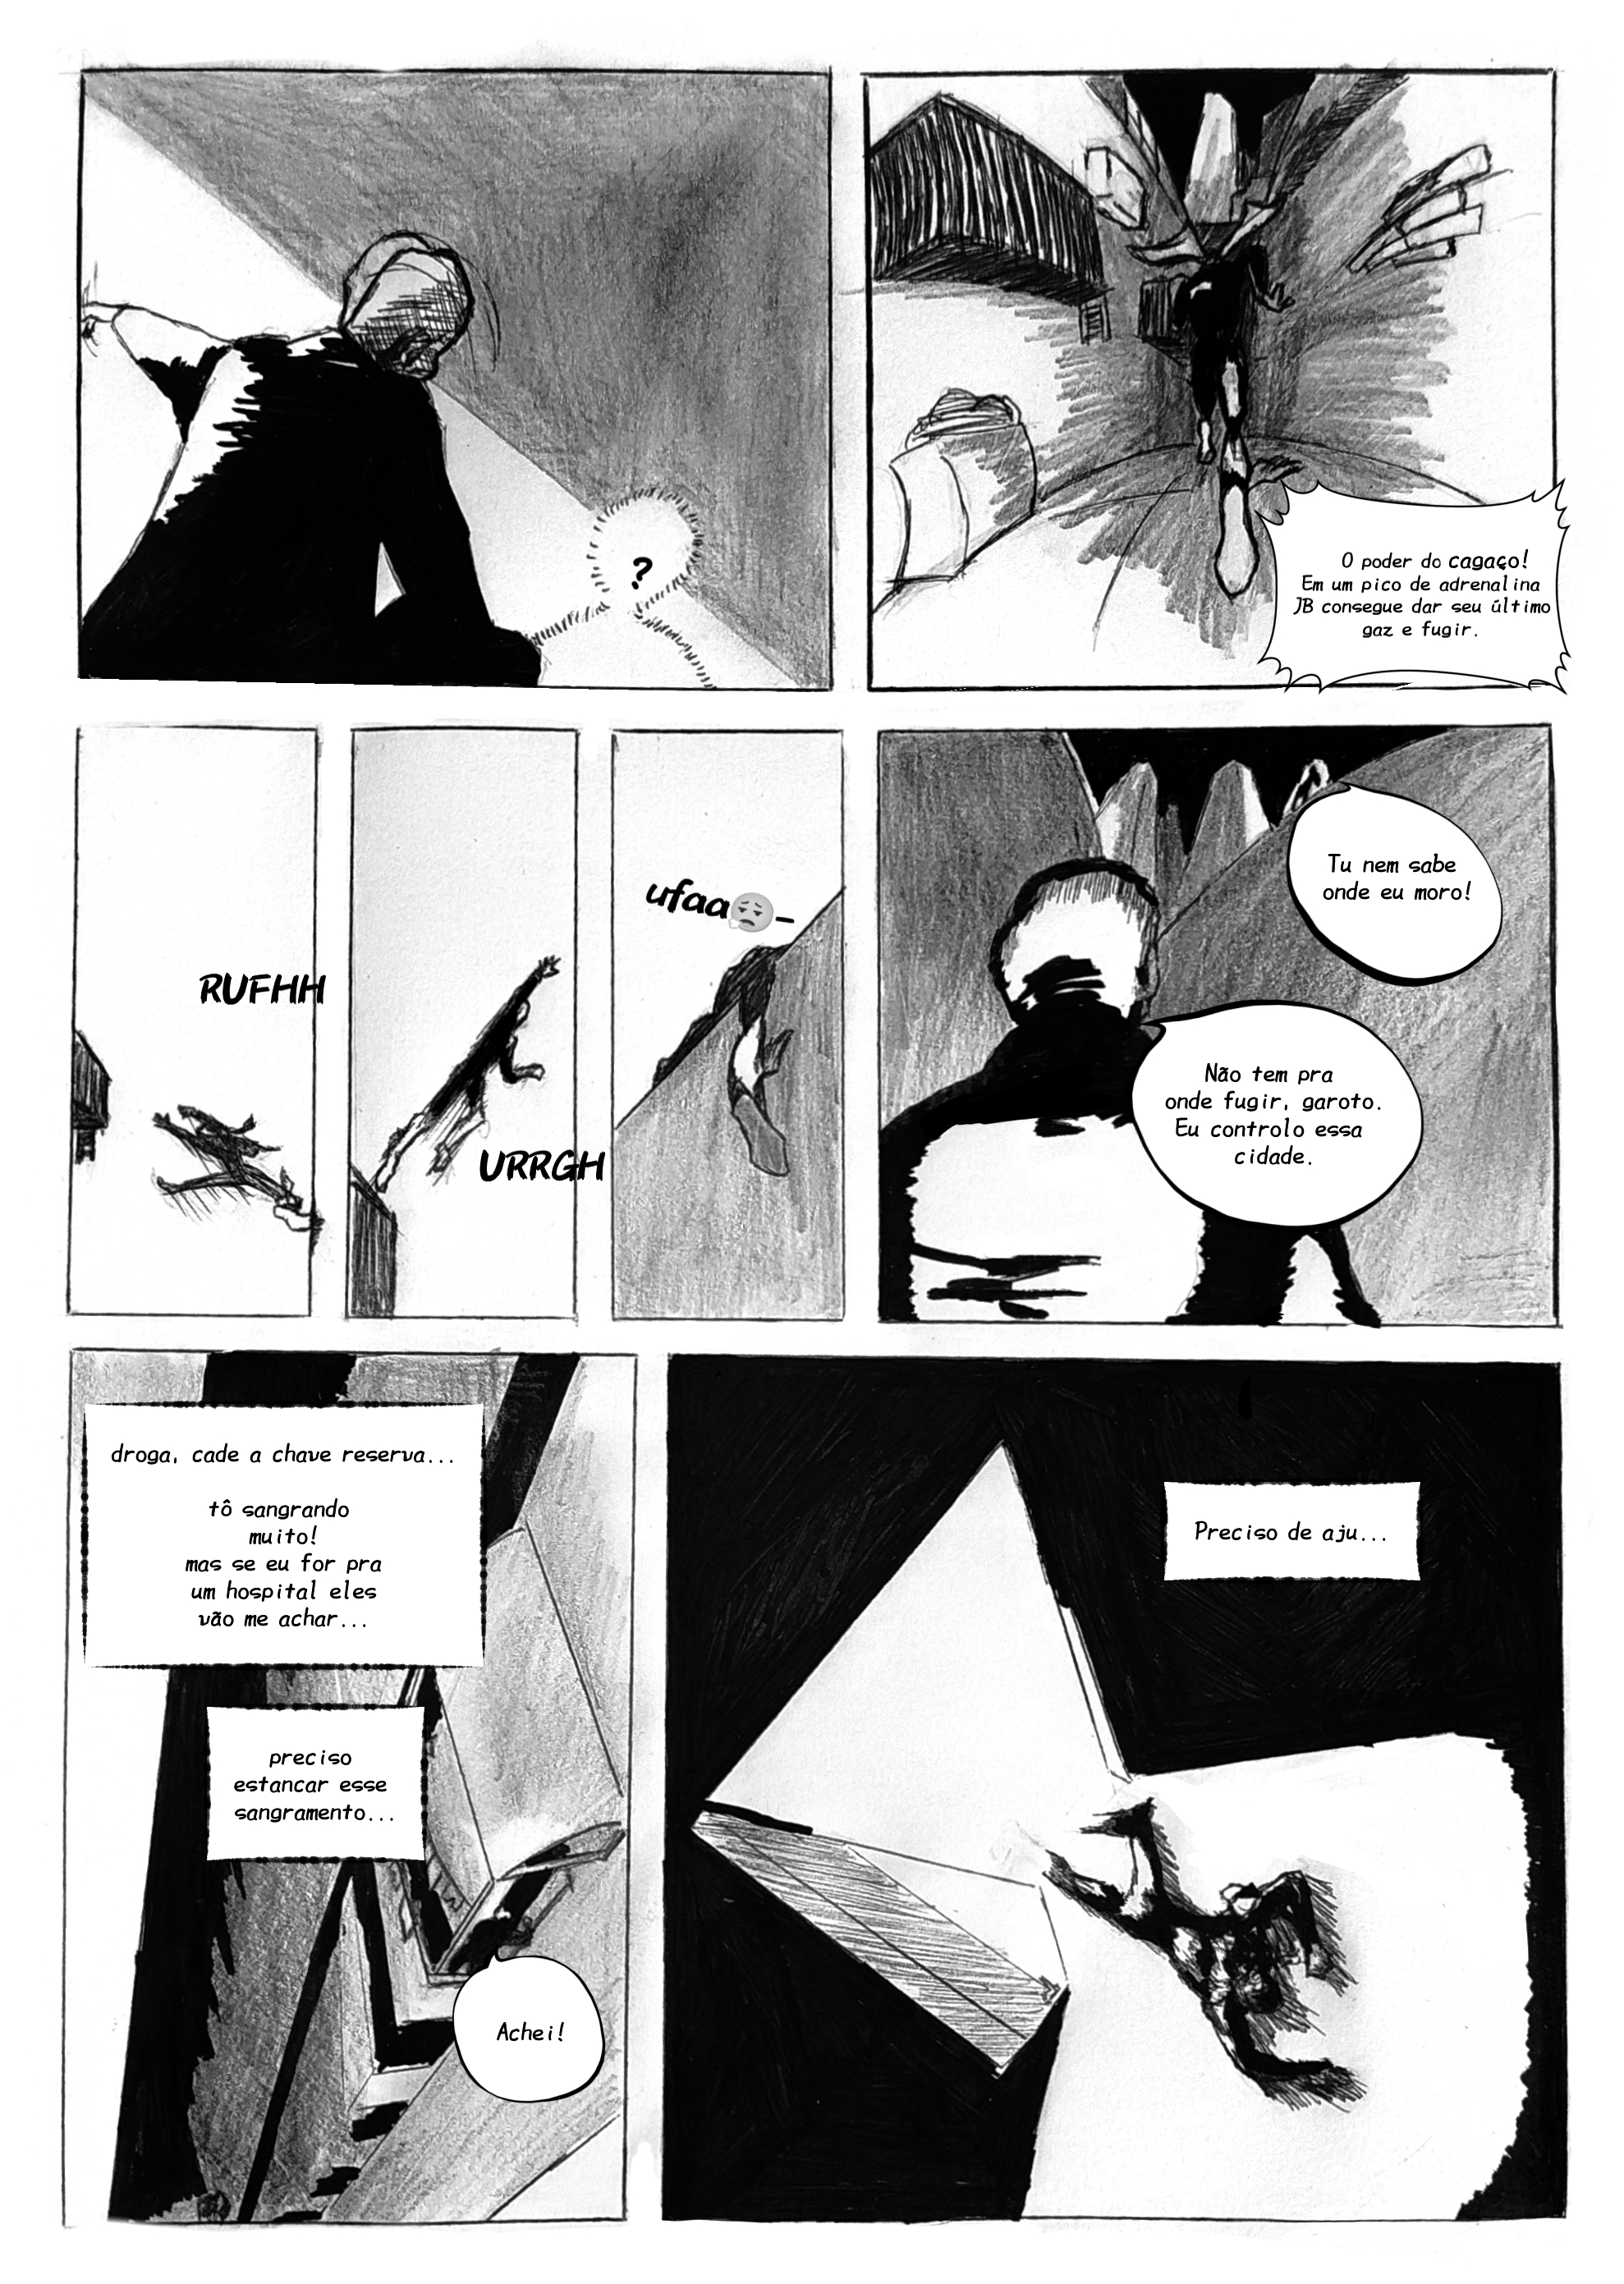 ?
O poder do cagaço!
Em um pico de adrenalina
JB consegue dar seu último
gaz e fugir.
RUFHH
URRGH
ufaa😮‍💨-
Tu nem sabe
onde eu moro!
Não tem pra
onde fugir, garoto.
Eu controlo essa
cidade.
droga, cade a chave reserva...
tô sangrando
muito!
mas se eu for pra
um hospital eles
vão me achar...
preciso
estancar esse
sangramento...
Achei!
Preciso de aju...